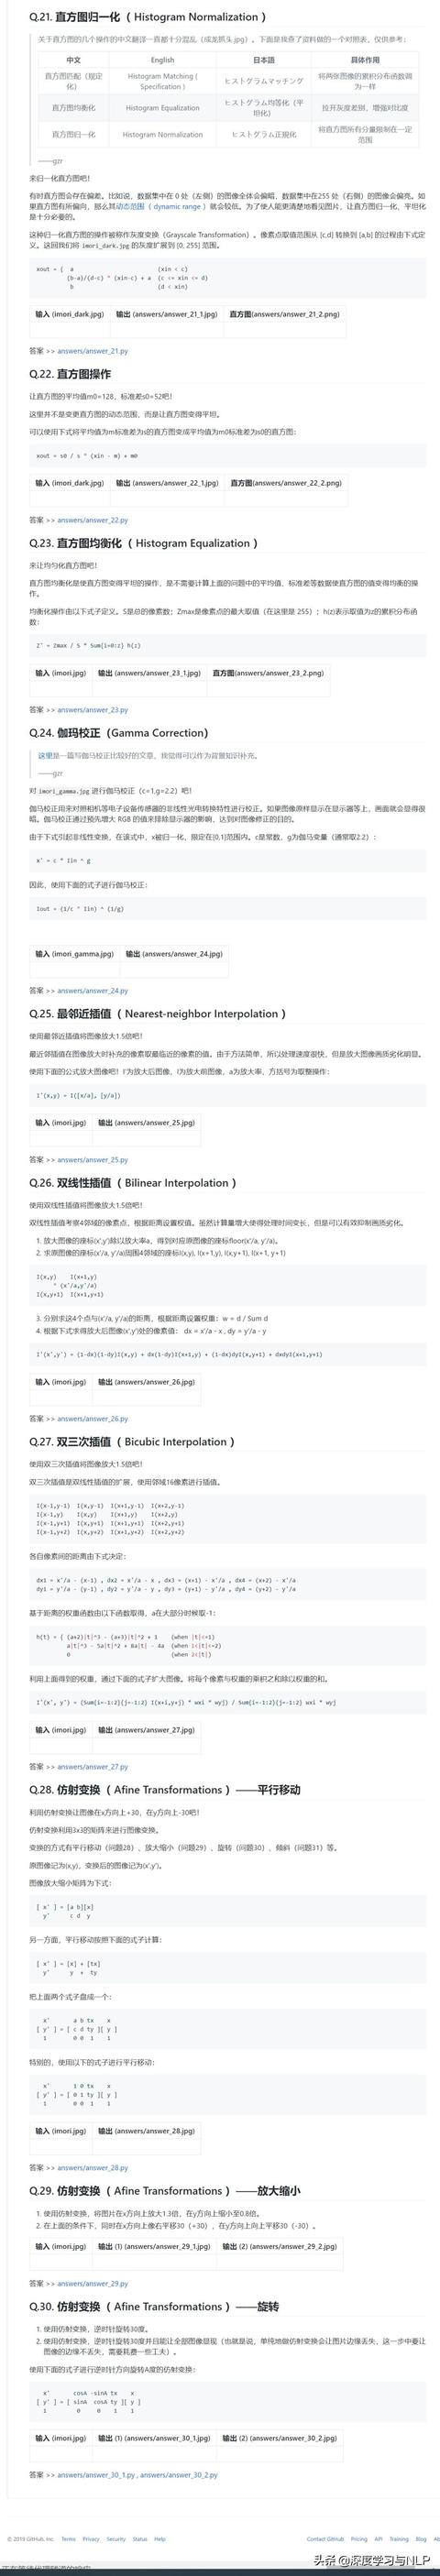 Q.21. 直方图归一化（ Histogram Normalization ）
关于直方图的几个操作的中文翻译一直都十分混乱（成龙抓头.jpg）。下面是我查了资料做的一个对照表，仅供参考：
中文 English 日本語 具体作用
直方图匹配（规定化） Histogram Matching ( Specification ) ヒストグラムマッチング 将两张图像的累积分布函数调为一样
直方图均衡化 Histogram Equalization ヒストグラム均等化（平坦化） 拉开灰度差别，增强对比度
直方图归一化 Histogram Normalization ヒストグラム正規化 将直方图所有分量限制在一定范围
——gzr
来归一化直方图吧！
有时直方图会存在偏差。比如说，数据集中在 0 处（左侧）的图像全体会偏暗，数据集中在255 处（右侧）的图像会偏亮。如
果直方图有所偏向，那么其动态范围（ dynamic range ）就会较低。为了使人能更清楚地看见图片，让直方图归一化、平坦化
是十分必要的。
这种归一化直方图的操作被称作灰度变换（Grayscale Transformation）。像素点取值范围从 [c,d] 转换到 [a,b] 的过程由下式定
义。这回我们将 imori_dark.jpg 的灰度扩展到 [0, 255] 范围。
xout = { a (xin < c)
(b-a)/(d-c) * (xin-c) + a (c <= xin <= d)
b (d < xin)
输入 (imori_dark.jpg) 输出 (answers/answer_21_1.jpg) 直方图(answers/answer_21_2.png)
答案 >> answers/answer_21.py
Q.22. 直方图操作
让直方图的平均值m0=128，标准差s0=52吧！
这里并不是变更直方图的动态范围，而是让直方图变得平坦。
可以使用下式将平均值为m标准差为s的直方图变成平均值为m0标准差为s0的直方图：
xout = s0 / s * (xin - m) + m0
输入 (imori_dark.jpg) 输出 (answers/answer_22_1.jpg) 直方图(answers/answer_22_2.png)
答案 >> answers/answer_22.py
Q.23. 直方图均衡化（ Histogram Equalization ）
来让均匀化直方图吧！
直方图均衡化是使直方图变得平坦的操作，是不需要计算上面的问题中的平均值、标准差等数据使直方图的值变得均衡的操
作。
均衡化操作由以下式子定义。S是总的像素数；Zmax是像素点的最大取值（在这里是 255）；h(z)表示取值为z的累积分布函
数：
Z' = Zmax / S * Sum{i=0:z} h(z)
输入 (imori.jpg) 输出 (answers/answer_23_1.jpg) 直方图(answers/answer_23_2.png)
答案 >> answers/answer_23.py
Q.24. 伽玛校正（Gamma Correction）
这里是一篇写伽马校正比较好的文章，我觉得可以作为背景知识补充。
——gzr
对 imori_gamma.jpg 进行伽马校正（c=1,g=2.2）吧！
伽马校正用来对照相机等电子设备传感器的非线性光电转换特性进行校正。如果图像原样显示在显示器等上，画面就会显得很
暗。伽马校正通过预先增大 RGB 的值来排除显示器的影响，达到对图像修正的目的。
由于下式引起非线性变换，在该式中，x被归一化，限定在[0,1]范围内。c是常数，g为伽马变量（通常取2.2）：
x' = c * Iin ^ g
因此，使用下面的式子进行伽马校正：
Iout = (1/c * Iin) ^ (1/g)
输入 (imori_gamma.jpg) 输出 (answers/answer_24.jpg)
答案 >> answers/answer_24.py
Q.25. 最邻近插值（ Nearest-neighbor Interpolation ）
使用最邻近插值将图像放大1.5倍吧！
最近邻插值在图像放大时补充的像素取最临近的像素的值。由于方法简单，所以处理速度很快，但是放大图像画质劣化明显。
使用下面的公式放大图像吧！I'为放大后图像，I为放大前图像，a为放大率，方括号为取整操作：
I'(x,y) = I([x/a], [y/a])
输入 (imori.jpg) 输出 (answers/answer_25.jpg)
答案 >> answers/answer_25.py
Q.26. 双线性插值（ Bilinear Interpolation ）
使用双线性插值将图像放大1.5倍吧！
双线性插值考察4邻域的像素点，根据距离设置权值。虽然计算量增大使得处理时间变长，但是可以有效抑制画质劣化。
1. 放大图像的座标(x',y')除以放大率a，得到对应原图像的座标floor(x'/a, y'/a)。
2. 求原图像的座标(x'/a, y'/a)周围4邻域的座标I(x,y), I(x+1,y), I(x,y+1), I(x+1, y+1)
I(x,y) I(x+1,y)
* (x'/a,y'/a)
I(x,y+1) I(x+1,y+1)
3. 分别求这4个点与(x'/a, y'/a)的距离，根据距离设置权重：w = d / Sum d
4. 根据下式求得放大后图像(x',y')处的像素值： dx = x'/a - x , dy = y'/a - y
I'(x',y') = (1-dx)(1-dy)I(x,y) + dx(1-dy)I(x+1,y) + (1-dx)dyI(x,y+1) + dxdyI(x+1,y+1)
输入 (imori.jpg) 输出 (answers/answer_26.jpg)
答案 >> answers/answer_26.py
Q.27. 双三次插值（ Bicubic Interpolation ）
使用双三次插值将图像放大1.5倍吧！
双三次插值是双线性插值的扩展，使用邻域16像素进行插值。
I(x-1,y-1) I(x,y-1) I(x+1,y-1) I(x+2,y-1)
I(x-1,y) I(x,y) I(x+1,y) I(x+2,y)
I(x-1,y+1) I(x,y+1) I(x+1,y+1) I(x+2,y+1)
I(x-1,y+2) I(x,y+2) I(x+1,y+2) I(x+2,y+2)
各自像素间的距离由下式决定：
dx1 = x'/a - (x-1) , dx2 = x'/a - x , dx3 = (x+1) - x'/a , dx4 = (x+2) - x'/a
dy1 = y'/a - (y-1) , dy2 = y'/a - y , dy3 = (y+1) - y'/a , dy4 = (y+2) - y'/a
基于距离的权重函数由以下函数取得，a在大部分时候取-1：
h(t) = { (a+2)|t|^3 - (a+3)|t|^2 + 1 (when |t|<=1)
a|t|^3 - 5a|t|^2 + 8a|t| - 4a (when 1<|t|<=2)
0 (when 2<|t|)
利用上面得到的权重，通过下面的式子扩大图像。将每个像素与权重的乘积之和除以权重的和。
I'(x', y') = (Sum{i=-1:2}{j=-1:2} I(x+i,y+j) * wxi * wyj) / Sum{i=-1:2}{j=-1:2} wxi * wyj
输入 (imori.jpg) 输出 (answers/answer_27.jpg)
答案 >> answers/answer_27.py
Q.28. 仿射变换（ Afine Transformations ）——平行移动
利用仿射变换让图像在x方向上+30，在y方向上-30吧！
仿射变换利用3x3的矩来进行图像变换。
变换的方式有平行移动（问题28）、放大缩小（问题29）、旋转（问题30）、倾斜（问题31）等。
原图像记为(x,y)，变换后的图像记为(x',y')。
图像放大缩小矩阵为下式：
[ x' ] = [a b][x]
y' c d y
另一方面，平行移动按照下面的式子计算：
[ x' ] = [x] + [tx]
y' y + ty
把上面两个式子盘成一个：
x' a b tx x
[ y' ] = [ c d ty ][ y ]
1 0 0 1 1
特别的，使用以下的式子进行平行移动：
x' 1 0 tx x
[ y' ] = [ 0 1 ty ][ y ]
1 0 0 1 1
输入 (imori.jpg) 输出 (answers/answer_28.jpg)
答案 >> answers/answer_28.py
Q.29. 仿射变换（ Afine Transformations ）——放大缩小
1. 使用仿射变换，将图片在x方向上放大1.3倍，在y方向上缩小至0.8倍。
2. 在上面的条件下，同时在x方向上像右平移30（+30），在y方向上向上平移30（-30）。
输入 (imori.jpg) 输出 (1) (answers/answer_29_1.jpg) 输出 (2) (answers/answer_29_2.jpg)
答案 >> answers/answer_29.py
Q.30. 仿射变换（ Afine Transformations ）——旋转
1. 使用仿射变换，逆时针旋转30度。
2. 使用仿射变换，逆时针旋转30度并且能让全部图像显现（也就是说，单纯地做仿射变换会让图片边缘丢失，这一步中要让
图像的边缘不丢失，需要耗费一些工夫）。
使用下面的式子进行逆时针方向旋转A度的仿射变换：
x' cosA -sinA tx x
[ y' ] = [ sinA cosA ty ][ y ]
1 0 0 1 1
输入 (imori.jpg) 输出 (1) (answers/answer_30_1.jpg) 输出 (2) (answers/answer_30_2.jpg)
答案 >> answers/answer_30_1.py , answers/answer_30_2.py
© 2019 GitHub, Inc. Terms Privacy Security Status Help Contact GitHub Pricing API Training Blog Ab
头条 @深度学习与NLP